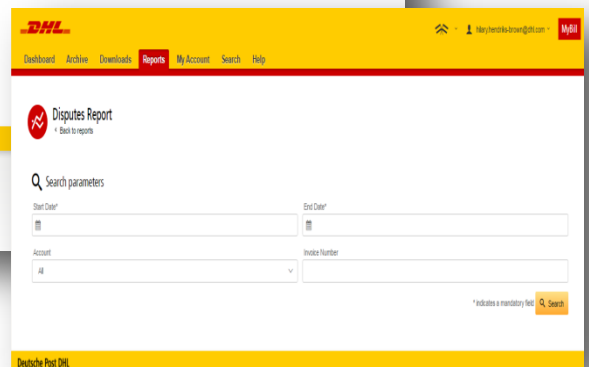 DHL
hilary.hendriks-brown@dhl.com
MyBill
Dashboard Archive Downloads Reports My Account Search Help
Disputes Report
< Back to reports
Search parameters
Start Date* End Date*
Account Invoice Number
All
* indicates a mandatory field Search
Deutsche Post DHL